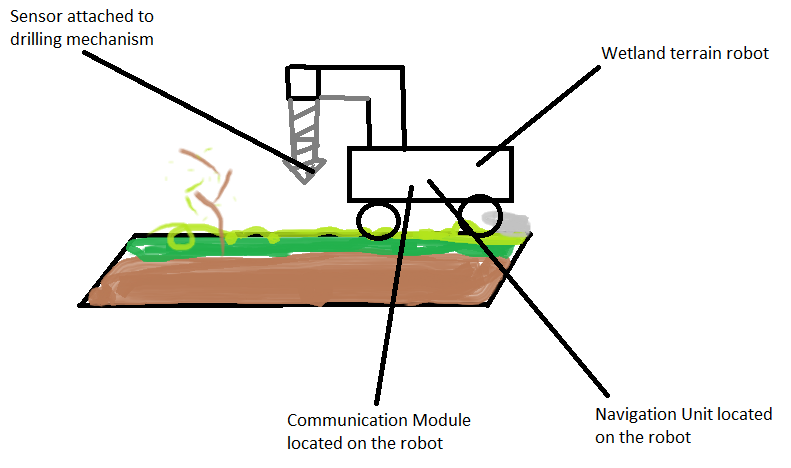 Sensor attached to
drilling mechanism
Wetland terrain robot
Communication Module
located on the robot
Navigation Unit located
on the robot